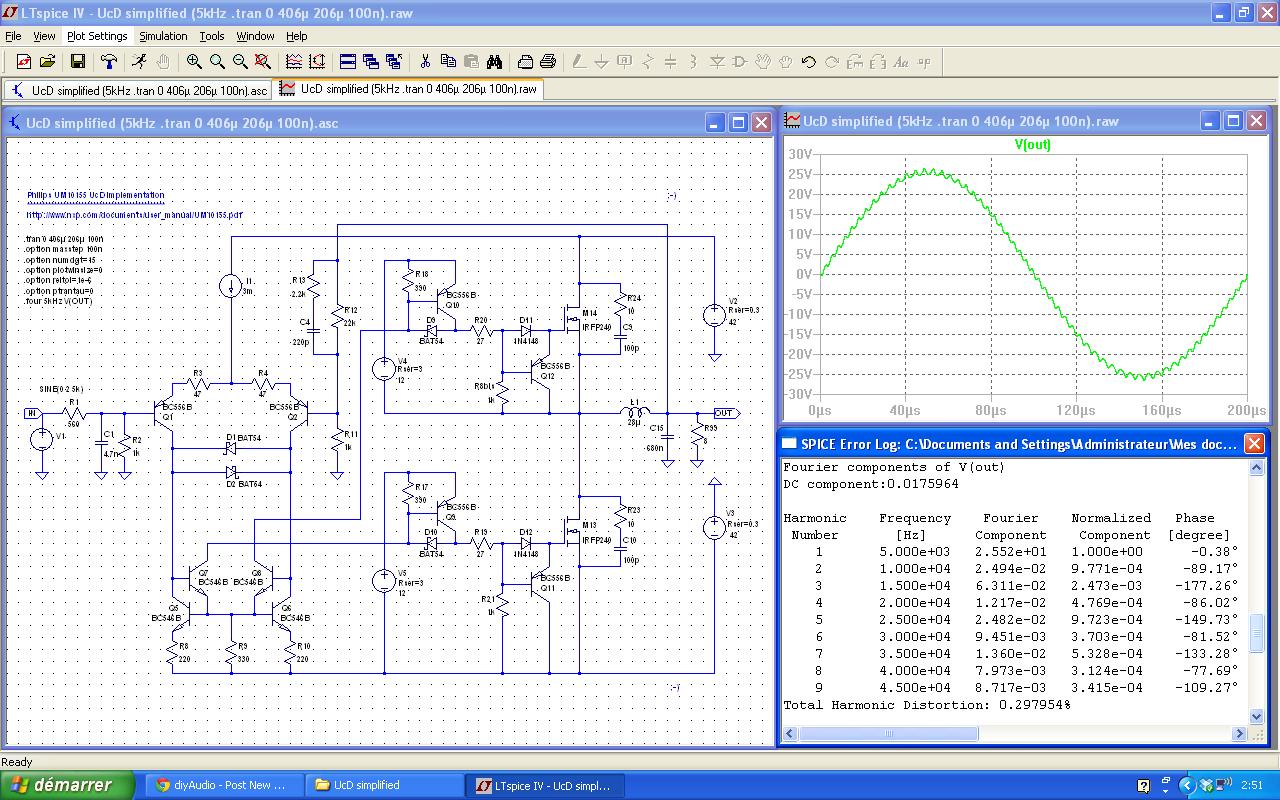 LTspice IV - UcD simplified (5kHz .tran 0 406µ 206µ 100n).raw
File View Plot Settings Simulation Tools Window Help
UcD simplified (5kHz .tran 0 406µ 206µ 100n).asc
UcD simplified (5kHz .tran 0 406µ 206µ 100n).raw
UcD simplified (5kHz .tran 0 406µ 206µ 100n).asc
Philips UM10155 UcD implementation
http://www.nxp.com/documents/user_manual/UM10155.pdf
.tran 0 406µ 206µ 100n
.option maxstep 100n
.option numdgt=15
.option plotwinsize=0
.option reltol=.1e-6
.option ptrantau=0
.four 5kHz V(OUT)
;-)
I1
3m
R13
2.2k
C4
220p
R12
22k
R18
390
BC556B
Q10
D9
BAT54
R20
27
D11
1N4148
M14
IRFP240
R24
10
C9
100p
V2
Rser=0.3
42
V4
Rser=3
12
R8bis
1k
BC556B
Q12
SINE(0 2 5k)
IN
R1
560
V1
C1
4.7n
R2
1k
R3
47
R4
47
BC556B
Q1
BC556B
Q2
D1 BAT54
D2 BAT54
R11
1k
L1
28µ
C15
680n
R99
8
OUT
R17
390
BC556B
Q9
D10
BAT54
R19
27
D12
1N4148
M13
IRFP240
R23
10
C10
100p
V3
Rser=0.3
42
V5
Rser=3
12
R21
1k
BC556B
Q11
Q7
BC546B
Q8
BC546B
Q5
BC546B
Q6
BC546B
R8
220
R9
330
R10
220
;-)
UcD simplified (5kHz .tran 0 406µ 206µ 100n).raw
V(out)
30V
25V
20V
15V
10V
5V
0V
-5V
-10V
-15V
-20V
-25V
-30V
0µs 40µs 80µs 120µs 160µs 200µs
SPICE Error Log: C:\Documents and Settings\Administrateur\Mes doc...
Fourier components of V(out)
DC component:0.0175964
Harmonic Frequency Fourier Normalized Phase
Number [Hz] Component Component [degree]
1 5.000e+03 2.552e+01 1.000e+00 -0.38°
2 1.000e+04 2.494e-02 9.771e-04 -89.17°
3 1.500e+04 6.311e-02 2.473e-03 -177.26°
4 2.000e+04 1.217e-02 4.769e-04 -86.02°
5 2.500e+04 2.482e-02 9.723e-04 -149.73°
6 3.000e+04 9.451e-03 3.703e-04 -81.52°
7 3.500e+04 1.360e-02 5.328e-04 -133.28°
8 4.000e+04 7.973e-03 3.124e-04 -77.69°
9 4.500e+04 8.717e-03 3.415e-04 -109.27°
Total Harmonic Distortion: 0.297954%
Ready
démarrer
diyAudio - Post New ...
UcD simplified
LTspice IV - UcD simpl...
2:51